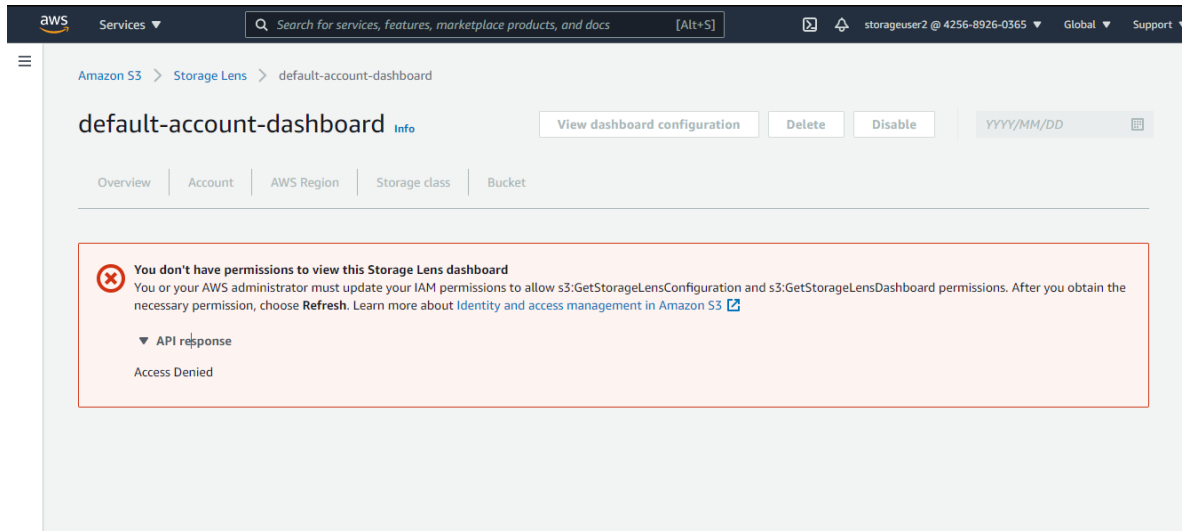 aws
Services ▼
Search for services, features, marketplace products, and docs [Alt+S]
storageuser2 @ 4256-8926-0365 ▼
Global ▼
Support
Amazon S3 > Storage Lens > default-account-dashboard
default-account-dashboard Info
View dashboard configuration
Delete
Disable
YYYY/MM/DD
Overview
Account
AWS Region
Storage class
Bucket
You don't have permissions to view this Storage Lens dashboard
You or your AWS administrator must update your IAM permissions to allow s3:GetStorageLensConfiguration and s3:GetStorageLensDashboard permissions. After you obtain the
necessary permission, choose Refresh. Learn more about Identity and access management in Amazon S3
▼ API response
Access Denied